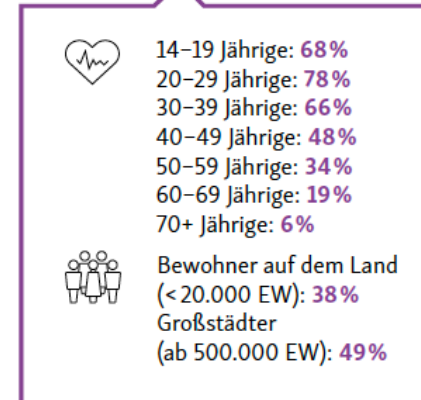 14–19 Jährige: 68%
20–29 Jährige: 78%
30–39 Jährige: 66%
40–49 Jährige: 48%
50–59 Jährige: 34%
60–69 Jährige: 19%
70+ Jährige: 6%
Bewohner auf dem Land
(<20.000 EW): 38%
Großstädter
(ab 500.000 EW): 49%